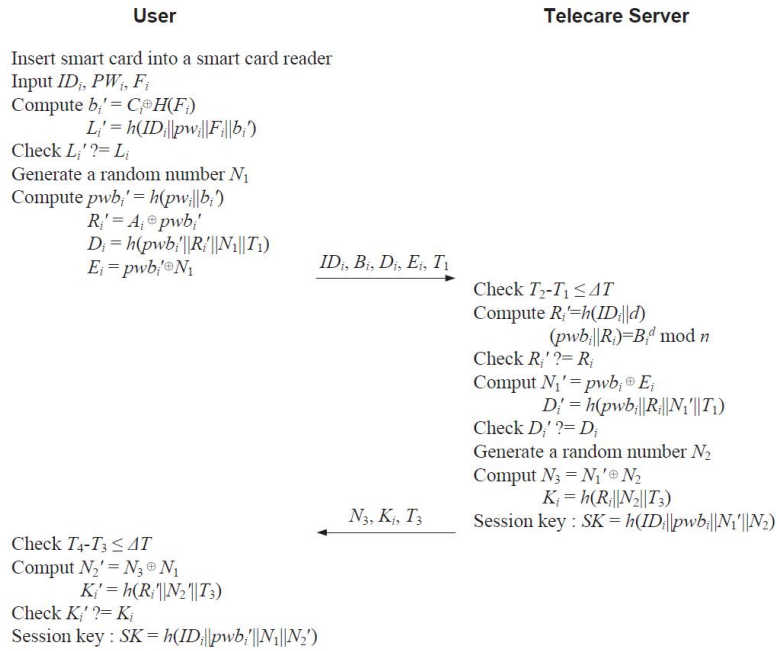 User
Telecare Server
Insert smart card into a smart card reader
Input IDᵢ, PWᵢ, Fᵢ
Compute bᵢ' = Cᵢ⊕H(Fᵢ)
Lᵢ' = h(IDᵢ||pwᵢ||Fᵢ||bᵢ')
Check Lᵢ' ?= Lᵢ
Generate a random number N₁
Compute pwbᵢ' = h(pwᵢ||bᵢ')
Rᵢ' = Aᵢ⊕pwbᵢ'
Dᵢ = h(pwbᵢ'||Rᵢ'||N₁||T₁)
Eᵢ = pwbᵢ'⊕N₁
IDᵢ, Bᵢ, Dᵢ, Eᵢ, T₁
Check T₂-T₁ ≤ ΔT
Compute Rᵢ'=h(IDᵢ||d)
(pwbᵢ||Rᵢ)=Bᵢᵈ mod n
Check Rᵢ' ?= Rᵢ
Comput N₁' = pwbᵢ⊕Eᵢ
Dᵢ' = h(pwbᵢ||Rᵢ||N₁'||T₁)
Check Dᵢ' ?= Dᵢ
Generate a random number N₂
Comput N₃ = N₁'⊕N₂
Kᵢ = h(Rᵢ||N₂||T₃)
Session key : SK = h(IDᵢ||pwbᵢ||N₁'||N₂)
N₃, Kᵢ, T₃
Check T₄-T₃ ≤ ΔT
Comput N₂' = N₃⊕N₁
Kᵢ' = h(Rᵢ'||N₂'||T₃)
Check Kᵢ' ?= Kᵢ
Session key : SK = h(IDᵢ||pwbᵢ'||N₁||N₂')